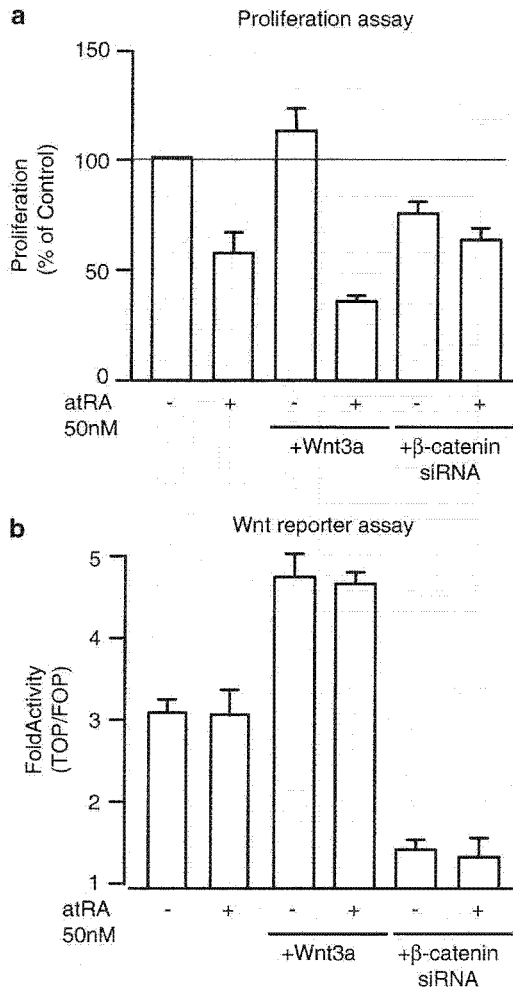 a
Proliferation assay
Proliferation
(% of Control)
150
100
50
0
atRA - + - + - +
50nM
+Wnt3a +β-catenin
siRNA
b
Wnt reporter assay
FoldActivity
(TOP/FOP)
5
4
3
2
1
atRA - + - + - +
50nM
+Wnt3a +β-catenin
siRNA